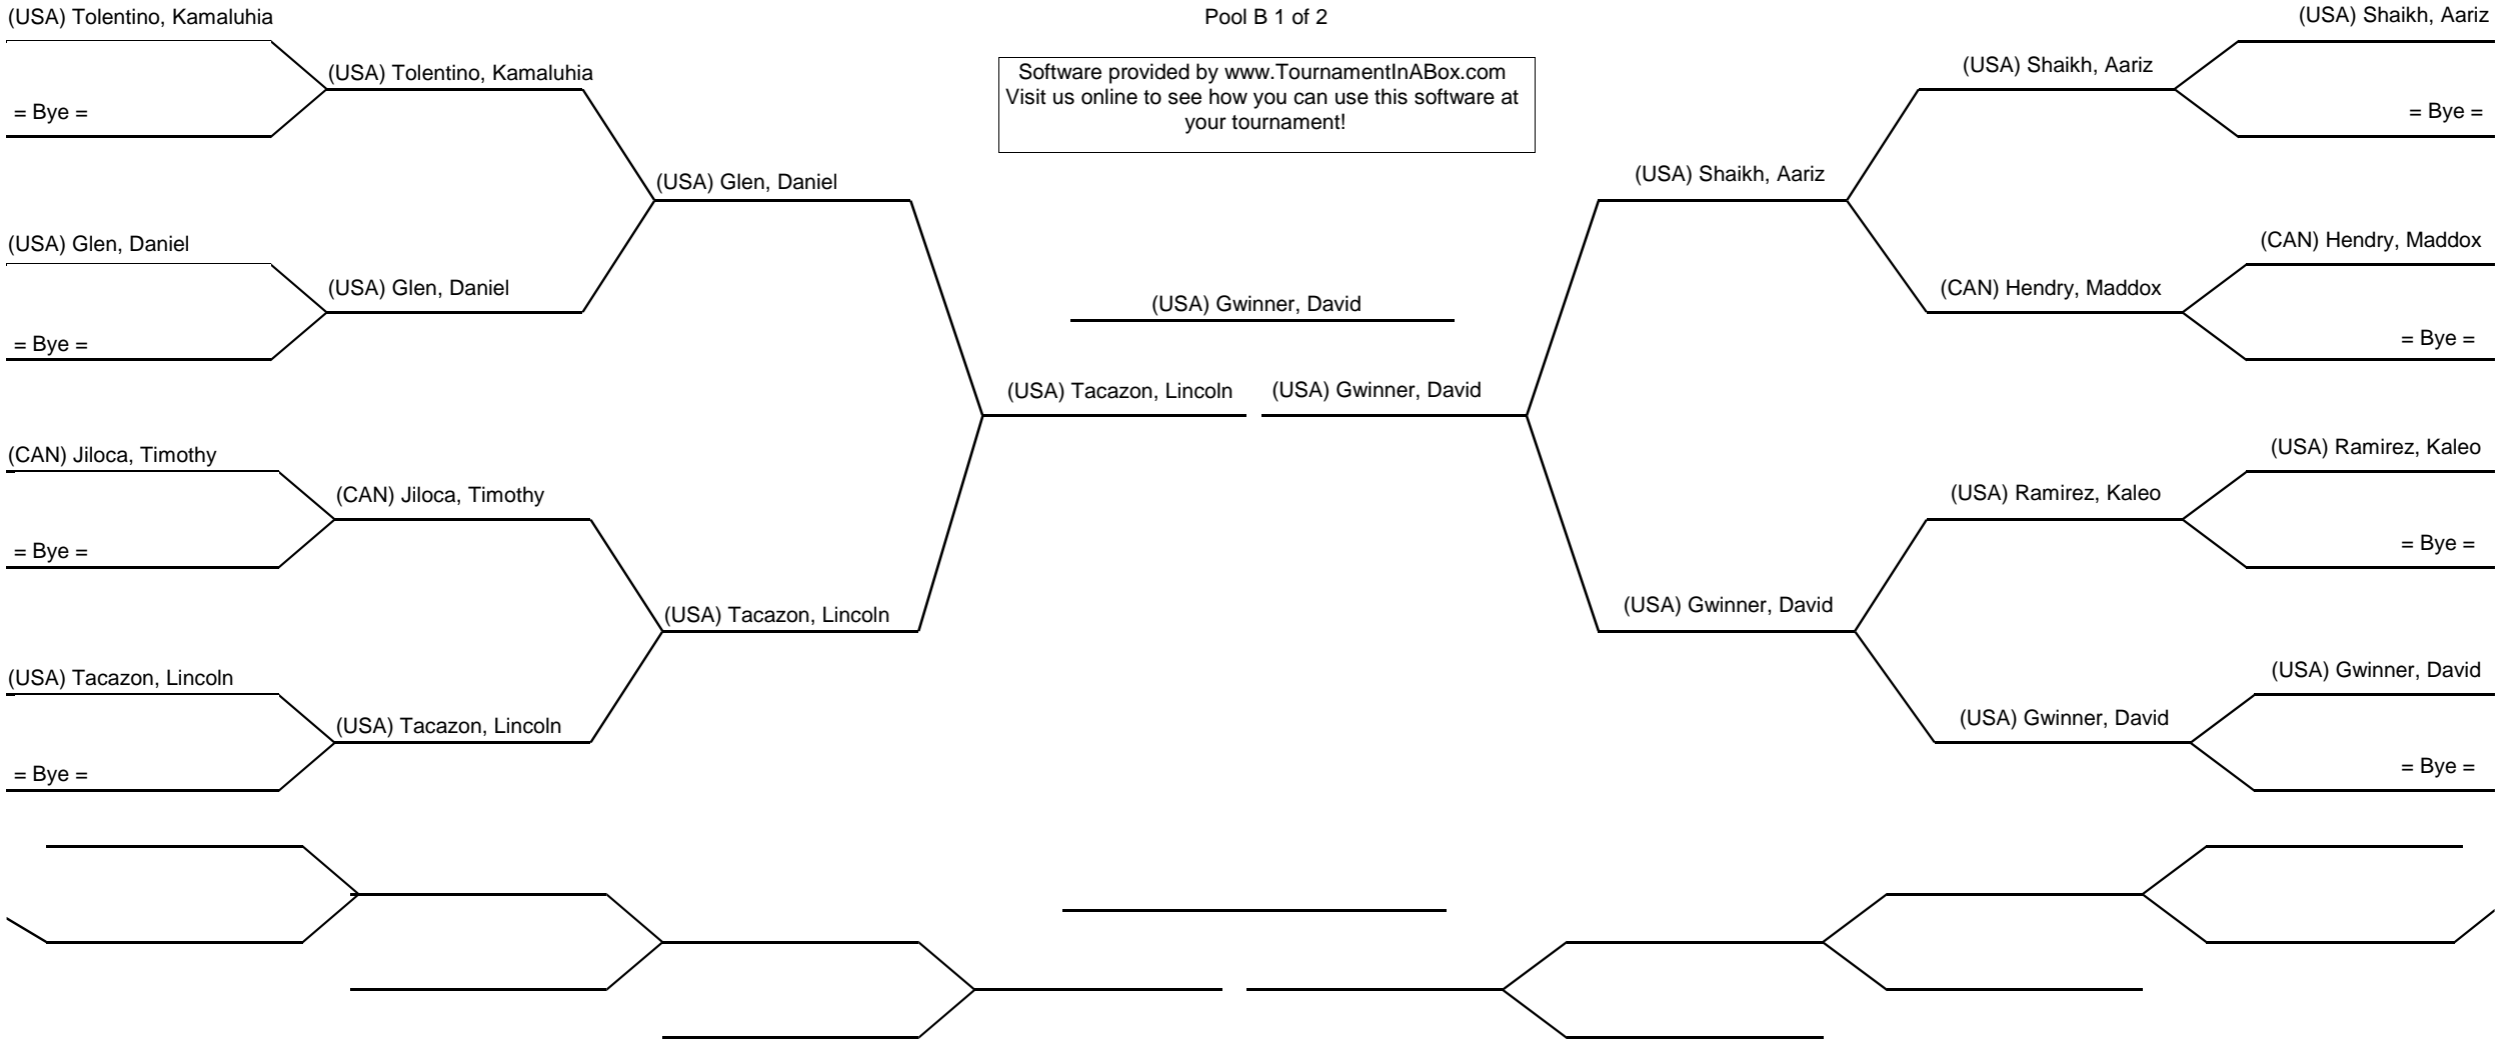 (USA) Tolentino, Kamaluhia
Pool B 1 of 2
(USA) Shaikh, Aariz
(USA) Tolentino, Kamaluhia
Software provided by www.TournamentInABox.com
Visit us online to see how you can use this software at
your tournament!
(USA) Shaikh, Aariz
= Bye =
= Bye =
(USA) Glen, Daniel
(USA) Shaikh, Aariz
(USA) Glen, Daniel
(CAN) Hendry, Maddox
(USA) Glen, Daniel
(USA) Gwinner, David
(CAN) Hendry, Maddox
= Bye =
= Bye =
(USA) Tacazon, Lincoln
(USA) Gwinner, David
(CAN) Jiloca, Timothy
(USA) Ramirez, Kaleo
(CAN) Jiloca, Timothy
(USA) Ramirez, Kaleo
= Bye =
= Bye =
(USA) Tacazon, Lincoln
(USA) Gwinner, David
(USA) Tacazon, Lincoln
(USA) Gwinner, David
(USA) Tacazon, Lincoln
(USA) Gwinner, David
= Bye =
= Bye =